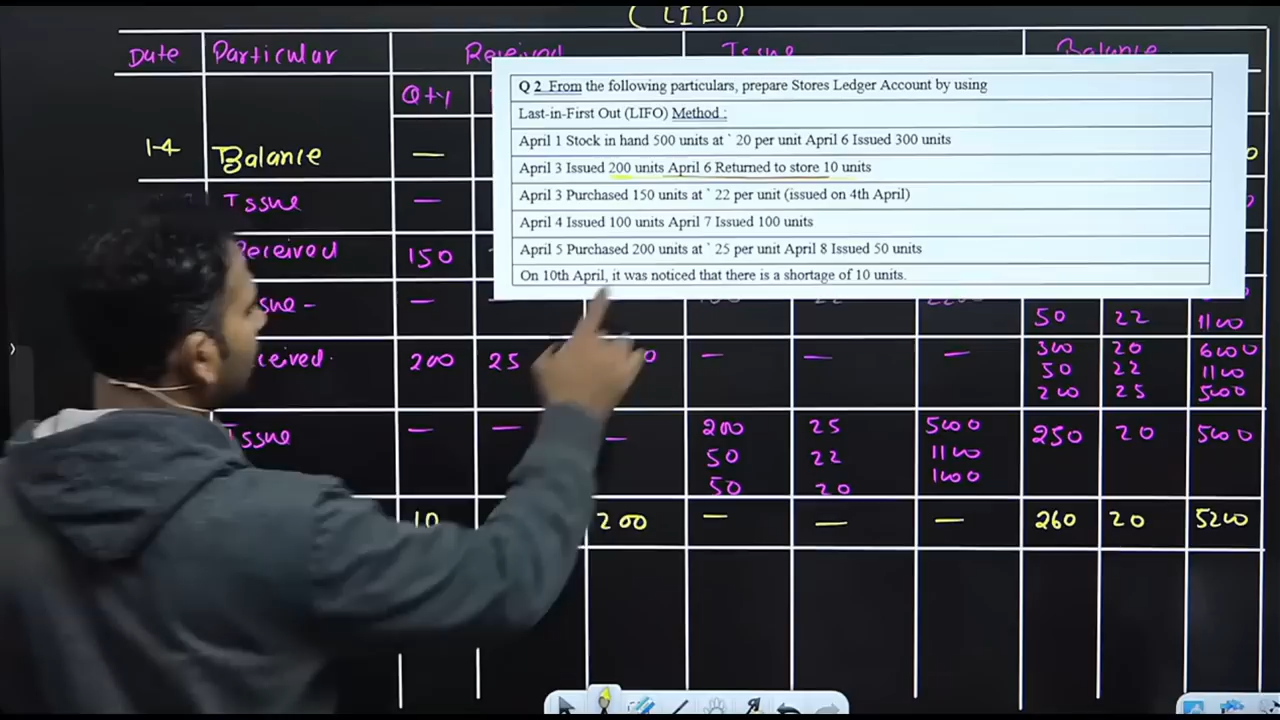 (LIFO)
Date Particular Received Issue Balance
Qty
Q 2 From the following particulars, prepare Stores Ledger Account by using
Last-in-First Out (LIFO) Method :
April 1 Stock in hand 500 units at ` 20 per unit April 6 Issued 300 units
April 3 Issued 200 units April 6 Returned to store 10 units
April 3 Purchased 150 units at ` 22 per unit (issued on 4th April)
April 4 Issued 100 units April 7 Issued 100 units
April 5 Purchased 200 units at ` 25 per unit April 8 Issued 50 units
On 10th April, it was noticed that there is a shortage of 10 units.
1-4 Balance —
Issue —
Received 150
—
50 22 1100
200 25 — — — 300 20 6000
50 22 1100
200 25 5000
Issue — — — 200 25 5000 250 20 5000
50 22 1100
50 20 1000
10 200 — — — 260 20 5200